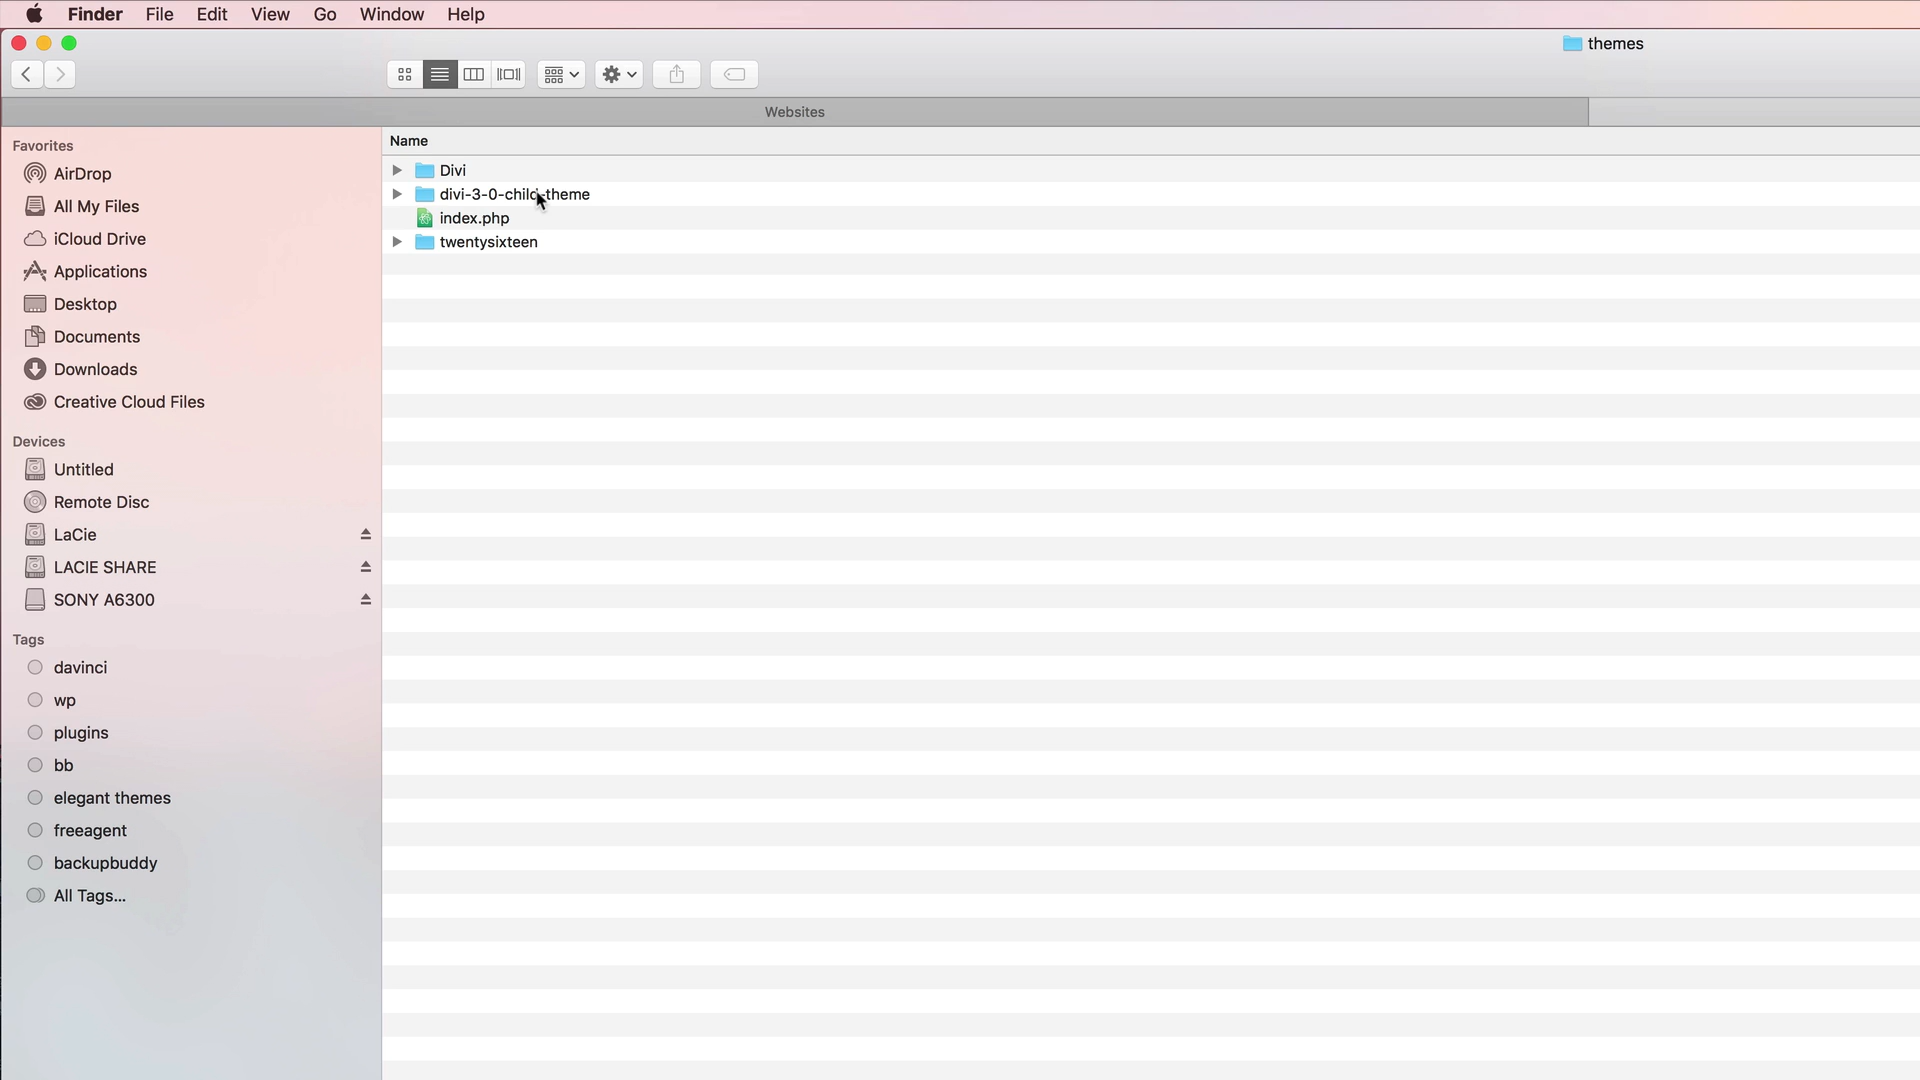 Finder File Edit View Go Window Help
themes
Websites
Favorites
AirDrop
All My Files
iCloud Drive
Applications
Desktop
Documents
Downloads
Creative Cloud Files
Devices
Untitled
Remote Disc
LaCie
LACIE SHARE
SONY A6300
Tags
davinci
wp
plugins
bb
elegant themes
freeagent
backupbuddy
All Tags...
Name
Divi
divi-3-0-child-theme
index.php
twentysixteen